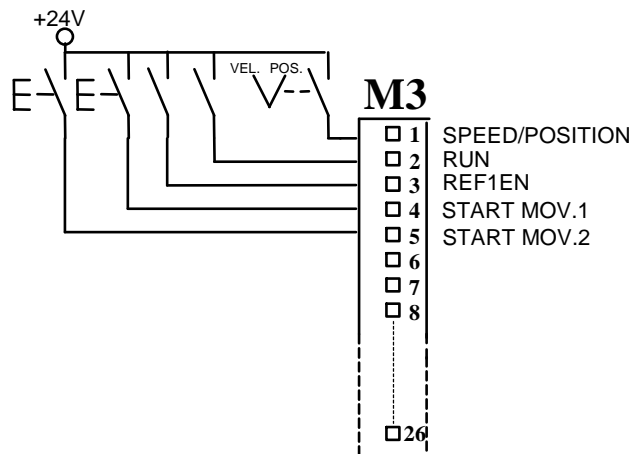 +24V
VEL. POS.
M3
1 SPEED/POSITION
2 RUN
3 REF1EN
4 START MOV.1
5 START MOV.2
6
7
8
26